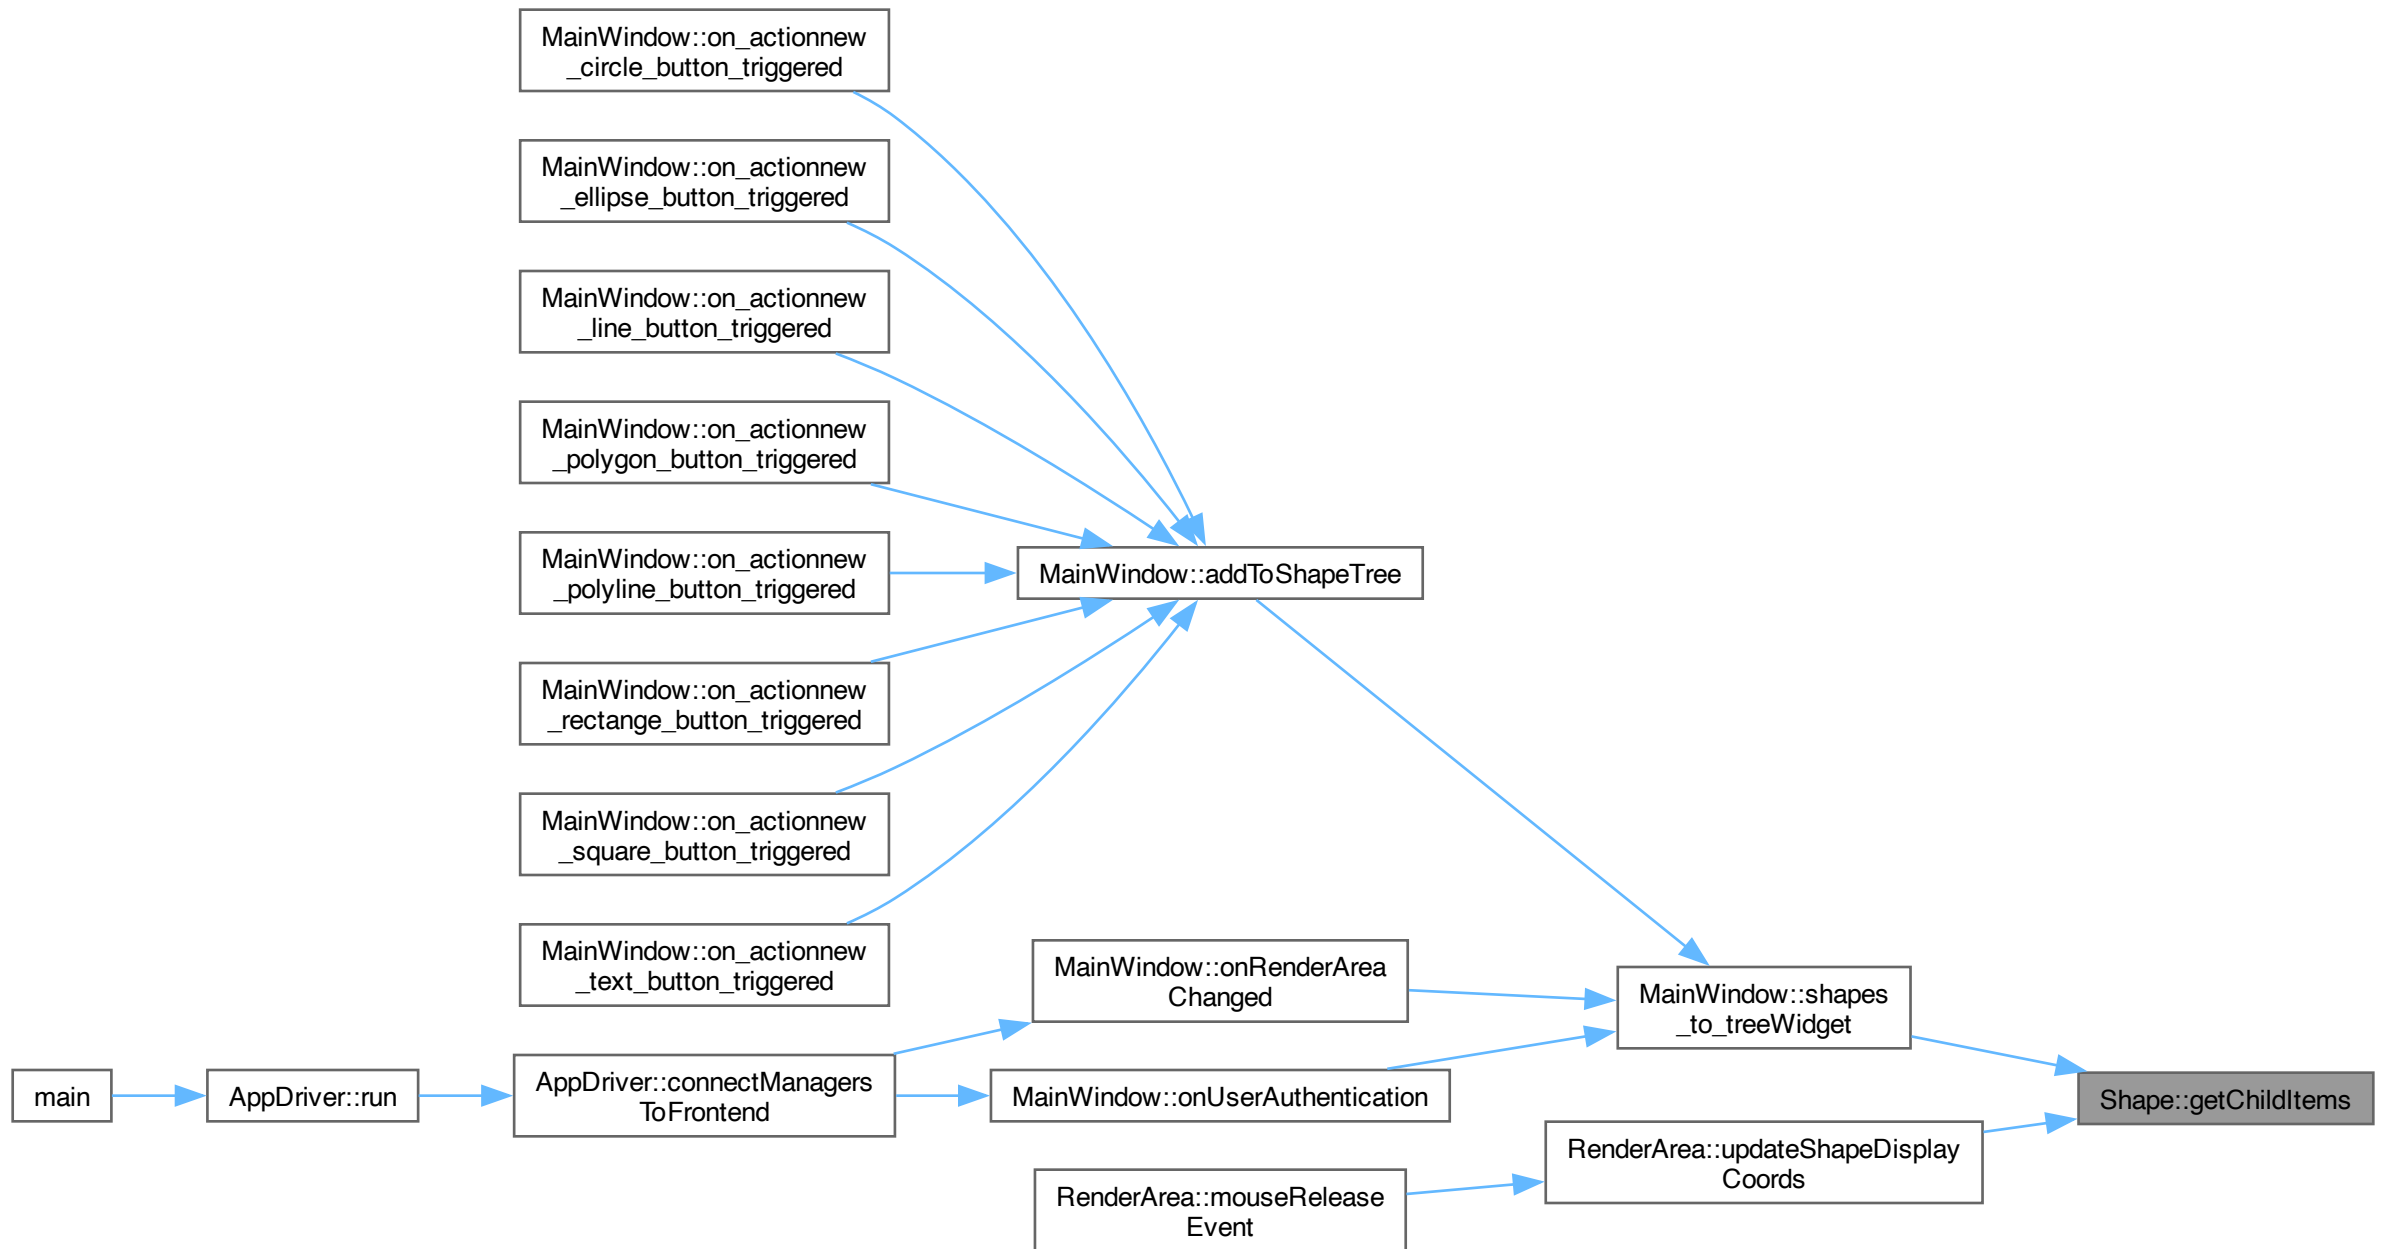 MainWindow::on_actionnew
_circle_button_triggered
MainWindow::on_actionnew
_ellipse_button_triggered
MainWindow::on_actionnew
_line_button_triggered
MainWindow::on_actionnew
_polygon_button_triggered
MainWindow::on_actionnew
_polyline_button_triggered
MainWindow::addToShapeTree
MainWindow::on_actionnew
_rectange_button_triggered
MainWindow::on_actionnew
_square_button_triggered
MainWindow::on_actionnew
_text_button_triggered
MainWindow::onRenderArea
Changed
MainWindow::shapes
_to_treeWidget
main
AppDriver::run
AppDriver::connectManagers
ToFrontend
MainWindow::onUserAuthentication
Shape::getChildItems
RenderArea::updateShapeDisplay
Coords
RenderArea::mouseRelease
Event